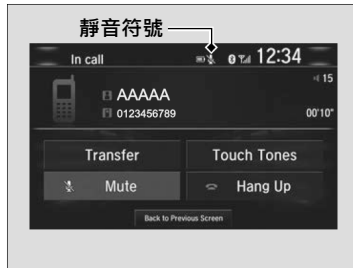 靜音符號
In call
12:34
15
AAAAA
0123456789
00'10"
Transfer
Touch Tones
Mute
Hang Up
Back to Previous Screen